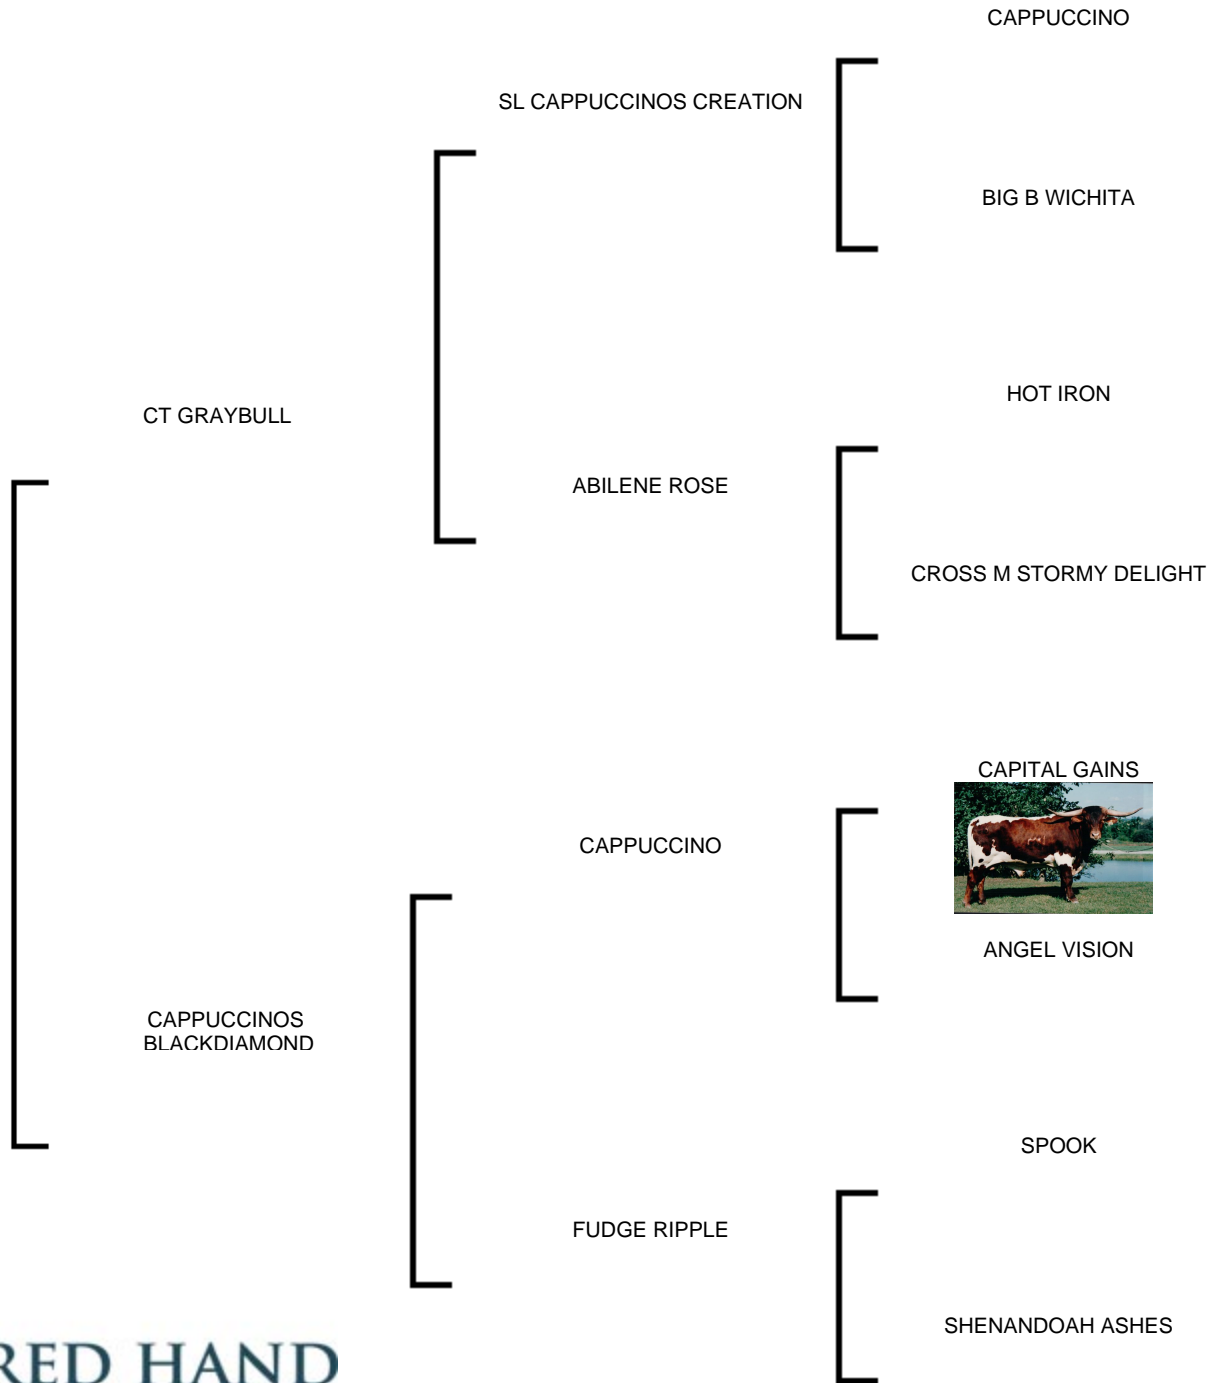 CAPPUCCINO
SL CAPPUCCINOS CREATION
BIG B WICHITA
HOT IRON
CT GRAYBULL
ABILENE ROSE
CROSS M STORMY DELIGHT
CAPITAL GAINS
CAPPUCCINO
ANGEL VISION
CAPPUCCINOS
BLACKDIAMOND
SPOOK
FUDGE RIPPLE
SHENANDOAH ASHES
RED HAND